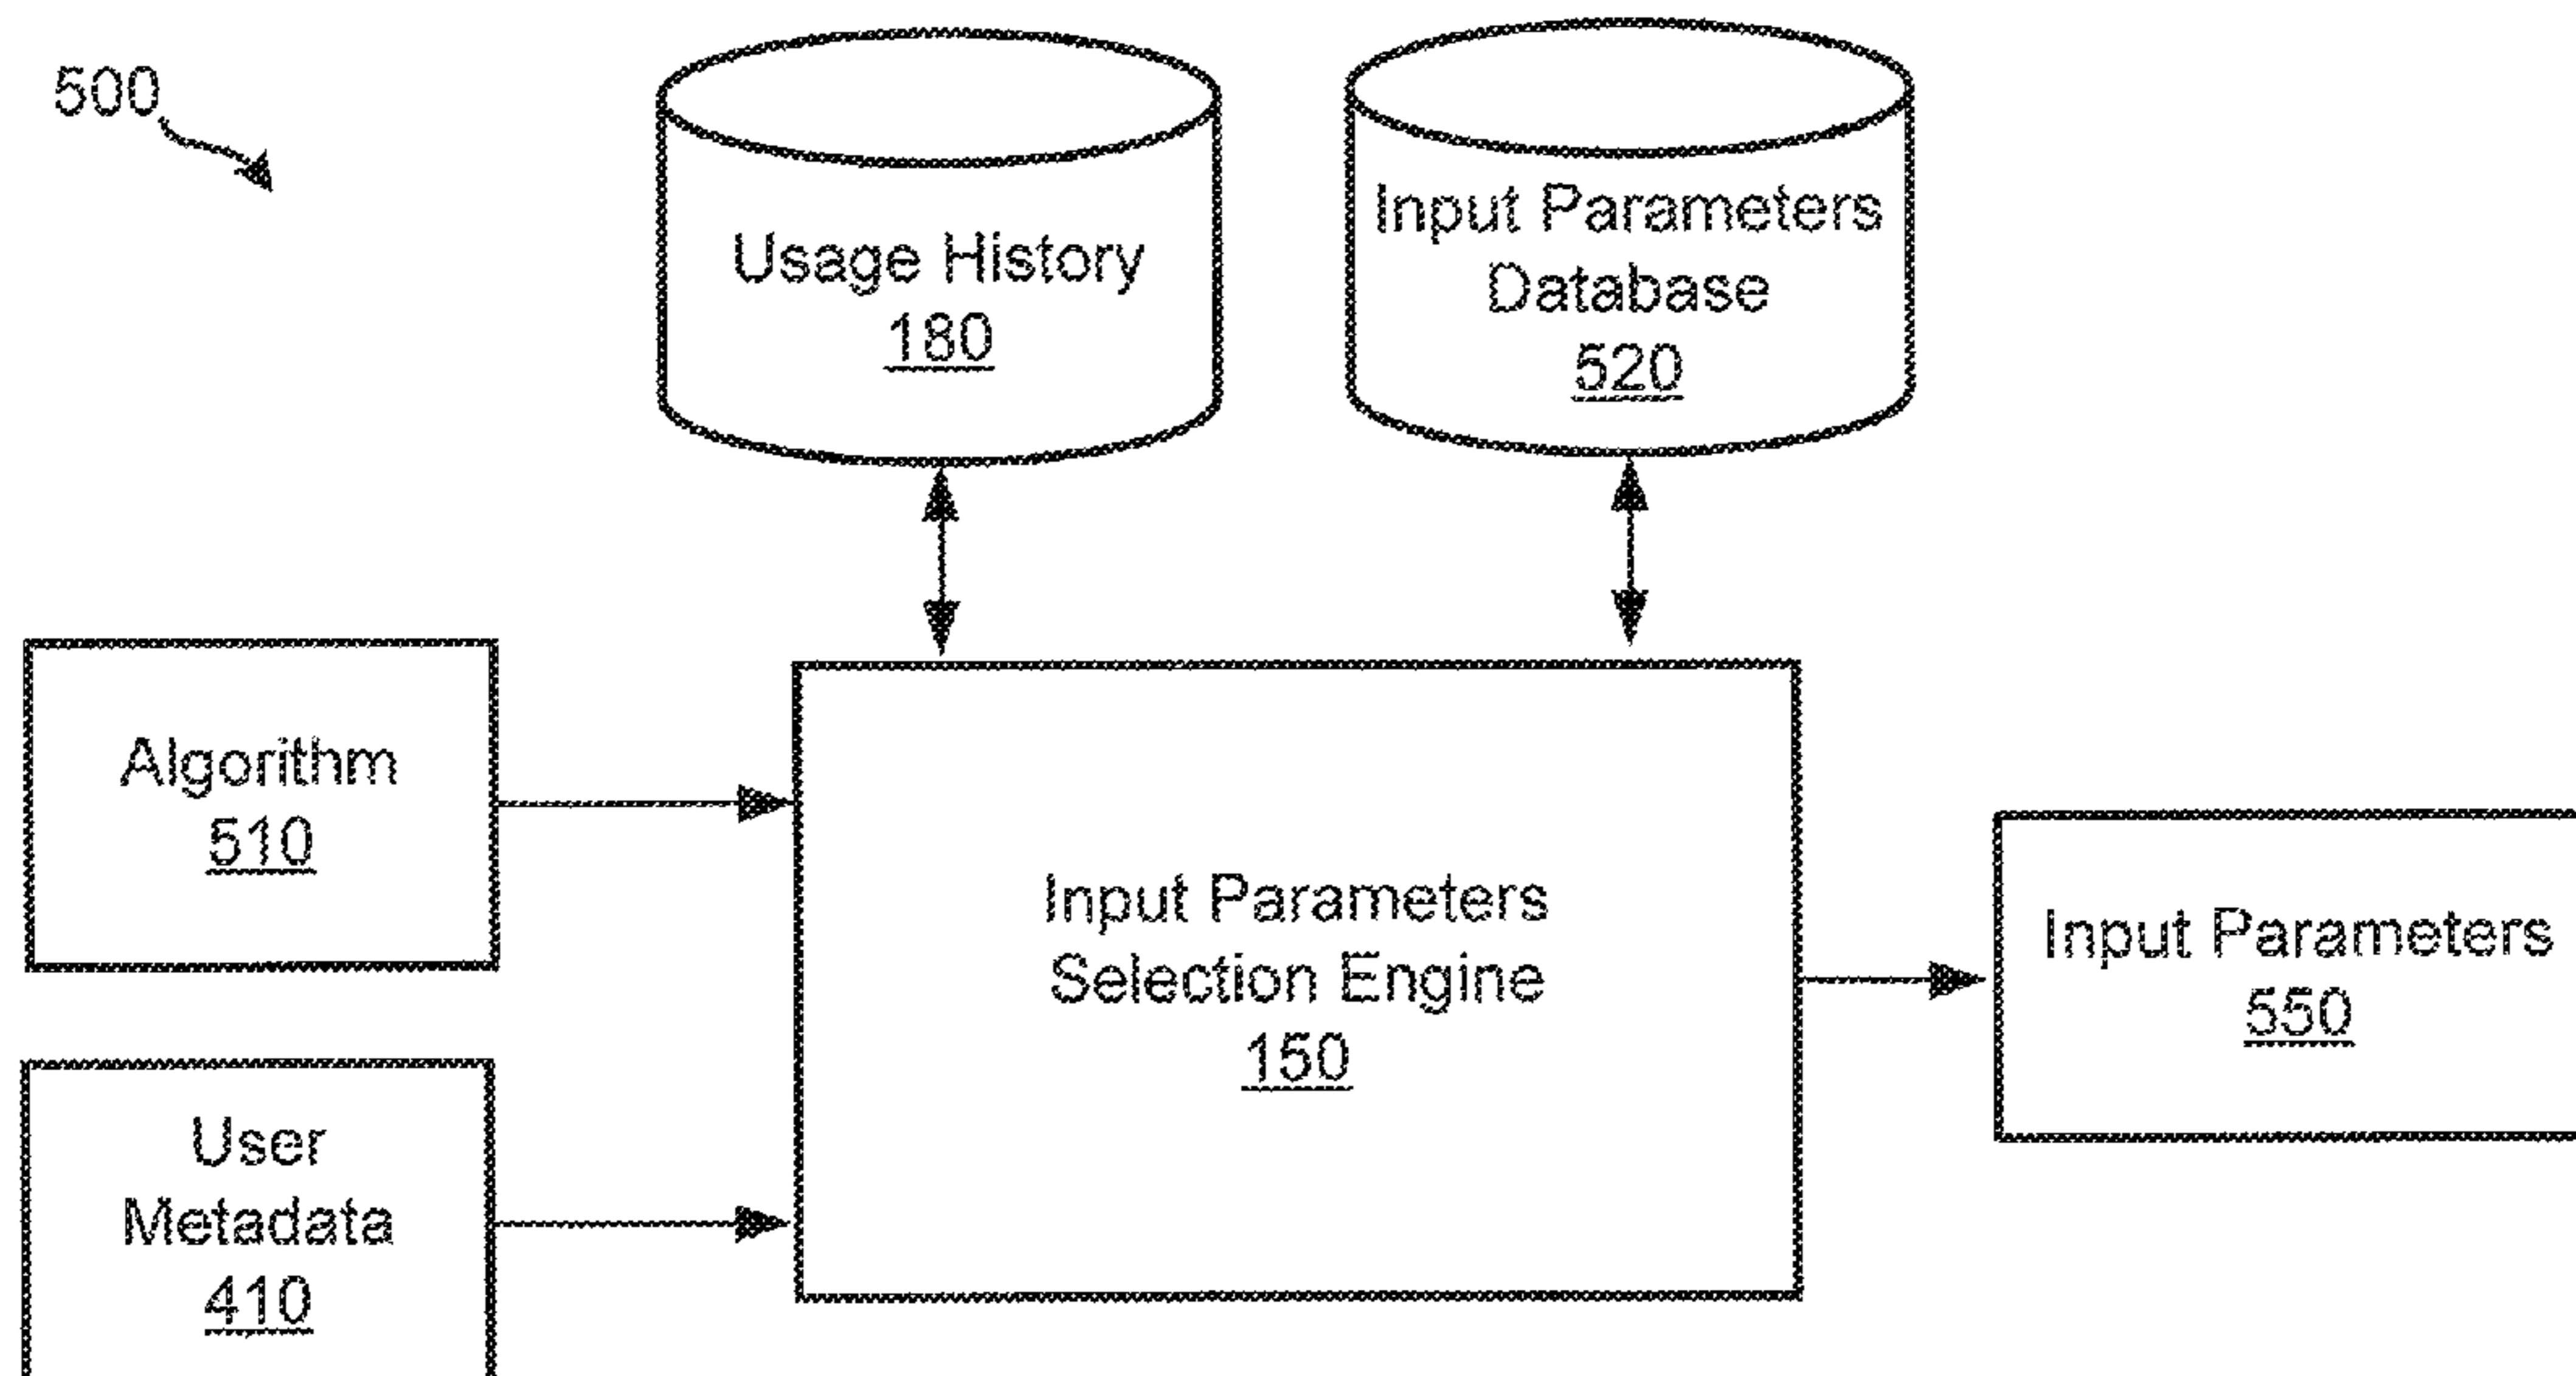 500
Usage History
180
Input Parameters
Database
520
Algorithm
510
User
Metadata
410
Input Parameters
Selection Engine
150
Input Parameters
550